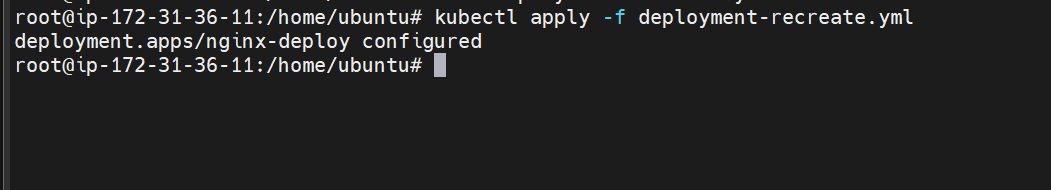 root@ip-172-31-36-11:/home/ubuntu# kubectl apply -f deployment-recreate.yml
deployment.apps/nginx-deploy configured
root@ip-172-31-36-11:/home/ubuntu#